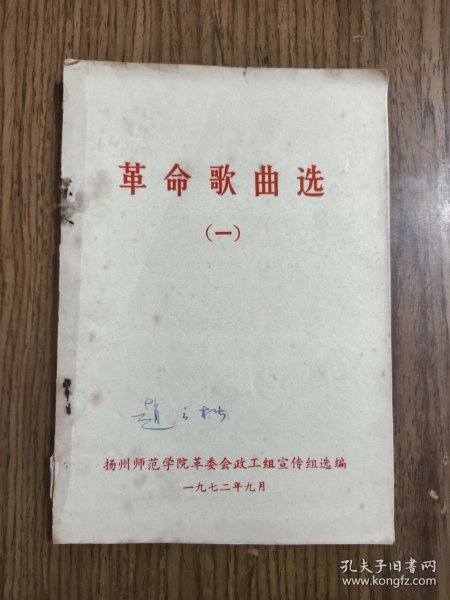 革命歌曲选
（一）
扬州师范学院革委会政工组宣传组选编
一九七二年九月
孔夫子旧书网
www.kongfz.com